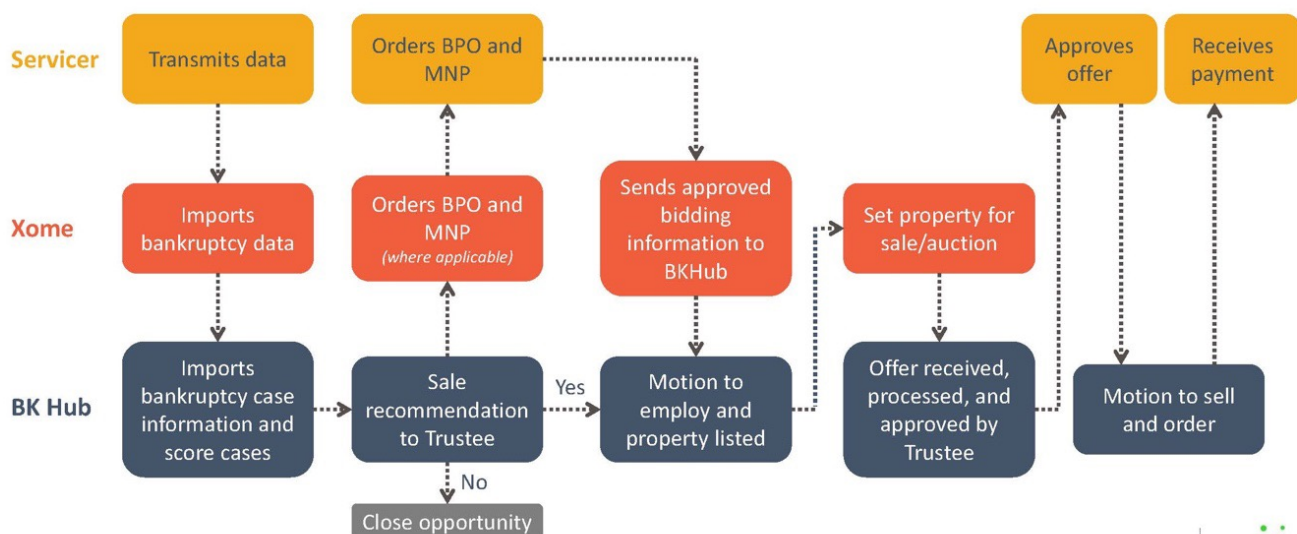 Servicer
Transmits data
Orders BPO and
MNP
Approves
offer
Receives
payment
Xome
Imports
bankruptcy data
Orders BPO and
MNP
(where applicable)
Sends approved
bidding
information to
BKHub
Set property for
sale/auction
BK Hub
Imports
bankruptcy case
information and
score cases
Sale
recommendation
to Trustee
Yes
Motion to
employ and
property listed
Offer received,
processed, and
approved by
Trustee
Motion to sell
and order
No
Close opportunity